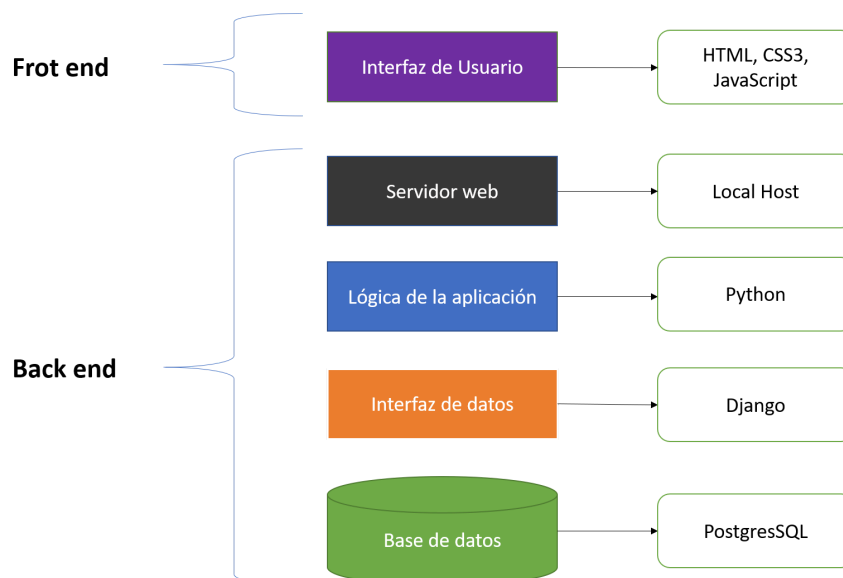 Frot end
Interfaz de Usuario
HTML, CSS3,
JavaScript
Servidor web
Local Host
Lógica de la aplicación
Python
Back end
Interfaz de datos
Django
Base de datos
PostgresSQL